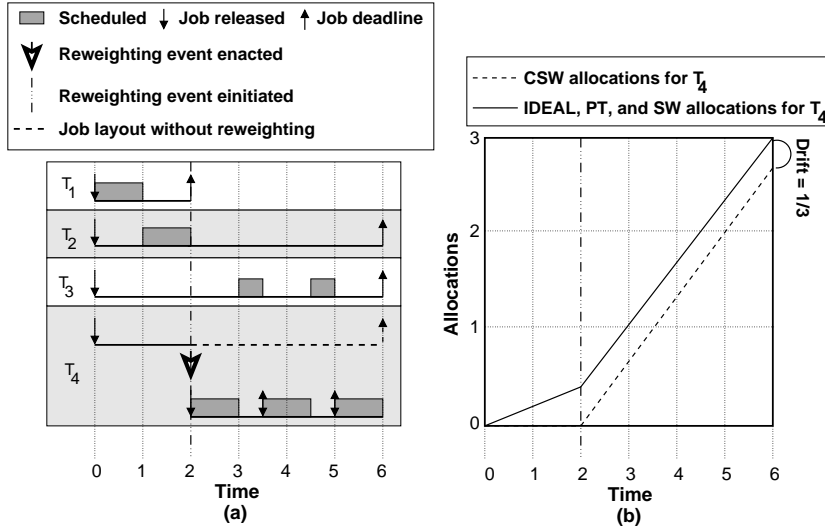 Scheduled Job released Job deadline
Reweighting event enacted
Reweighting event einitiated
Job layout without reweighting
T1
T2
T3
T4
0 1 2 3 4 5 6
Time
(a)
CSW allocations for T4
IDEAL, PT, and SW allocations for T4
Allocations
3
2
1
0
0 1 2 3 4 5 6
Time
(b)
Drift = 1/3